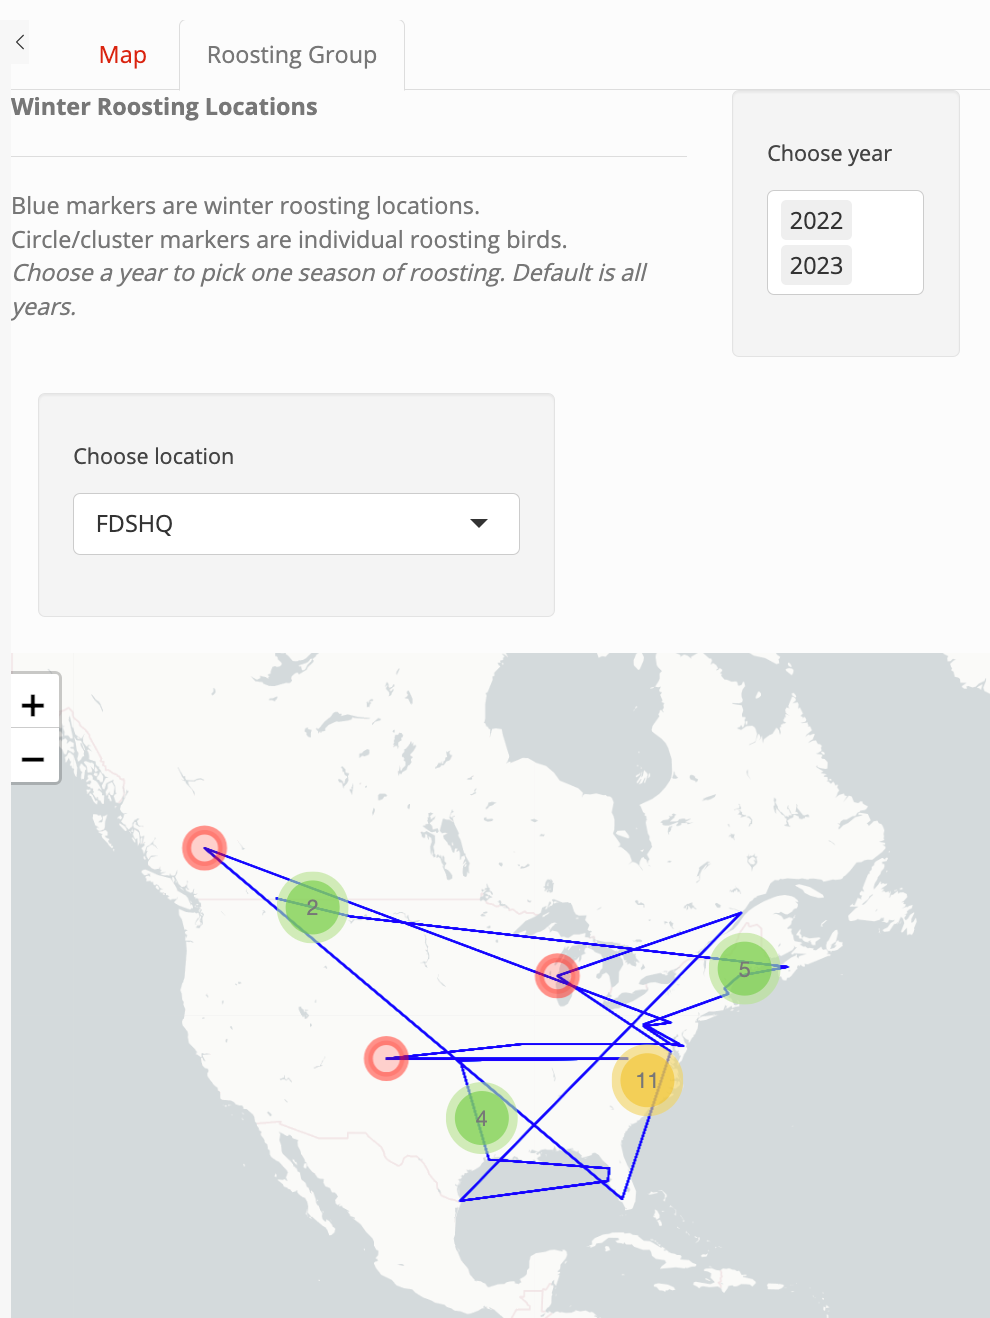 Map
Roosting Group
Winter Roosting Locations
Choose year
2022
2023
Blue markers are winter roosting locations.
Circle/cluster markers are individual roosting birds.
Choose a year to pick one season of roosting. Default is all
years.
Choose location
FDSHQ
+
−
2
5
11
4